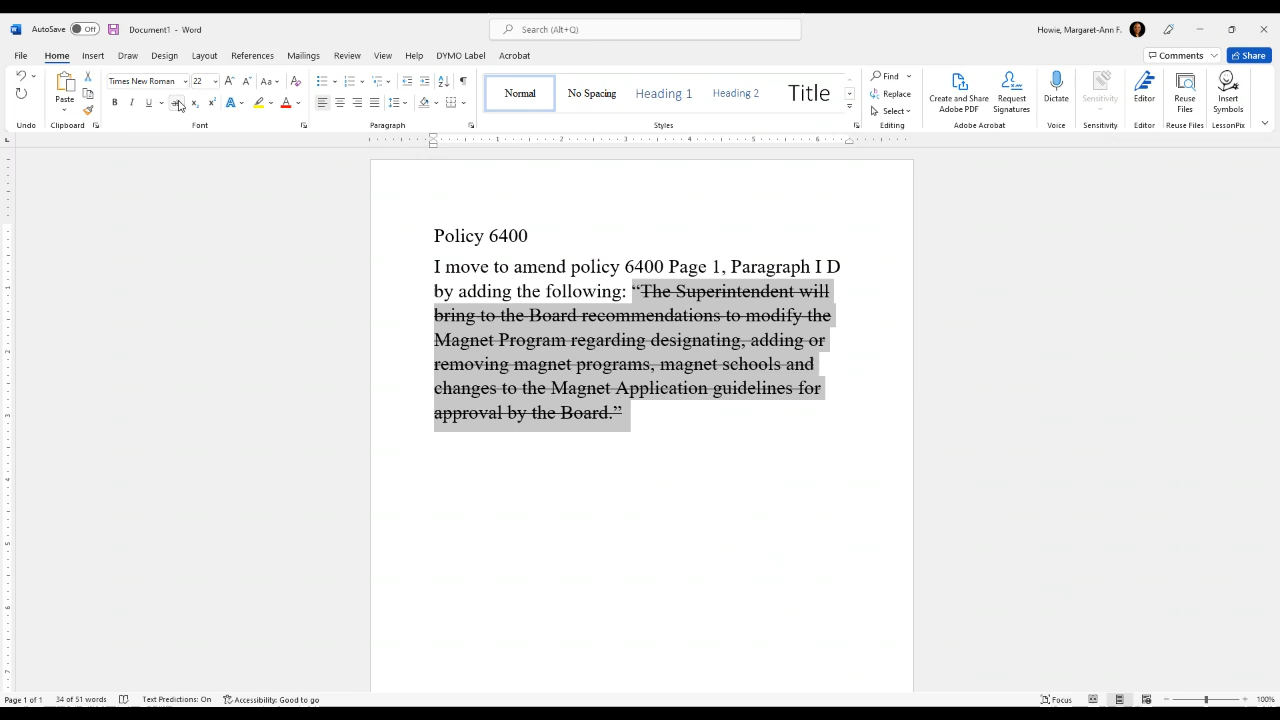 AutoSave Off Document1 - Word Search (Alt+Q) Howie, Margaret-Ann F.
File Home Insert Draw Design Layout References Mailings Review View Help DYMO Label Acrobat Comments Share
Times New Roman 22 Aa Normal No Spacing Heading 1 Heading 2 Title Find Replace Select
Paste Create and Share Adobe PDF Request Signatures Dictate Sensitivity Editor Reuse Files Insert Symbols
Undo Clipboard Font Paragraph Styles Editing Adobe Acrobat Voice Sensitivity Editor Reuse Files LessonPix
1 2 3 4 5 6
Policy 6400
I move to amend policy 6400 Page 1, Paragraph I D
by adding the following: “The Superintendent will
bring to the Board recommendations to modify the
Magnet Program regarding designating, adding or
removing magnet programs, magnet schools and
changes to the Magnet Application guidelines for
approval by the Board.”
Page 1 of 1 34 of 51 words Text Predictions: On Accessibility: Good to go Focus 100%